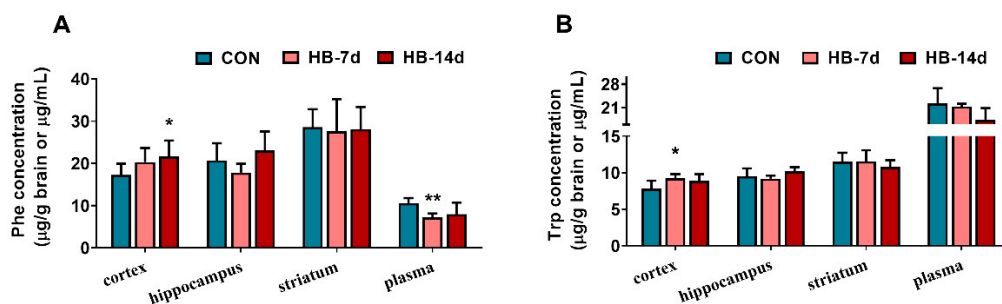 A
CON HB-7d HB-14d
Phe concentration
(µg/g brain or µg/mL)
40
30
20
10
0
*
**
cortex
hippocampus
striatum
plasma
B
CON HB-7d HB-14d
Trp concentration
(µg/g brain or µg/mL)
28
21
15
10
5
0
*
cortex
hippocampus
striatum
plasma